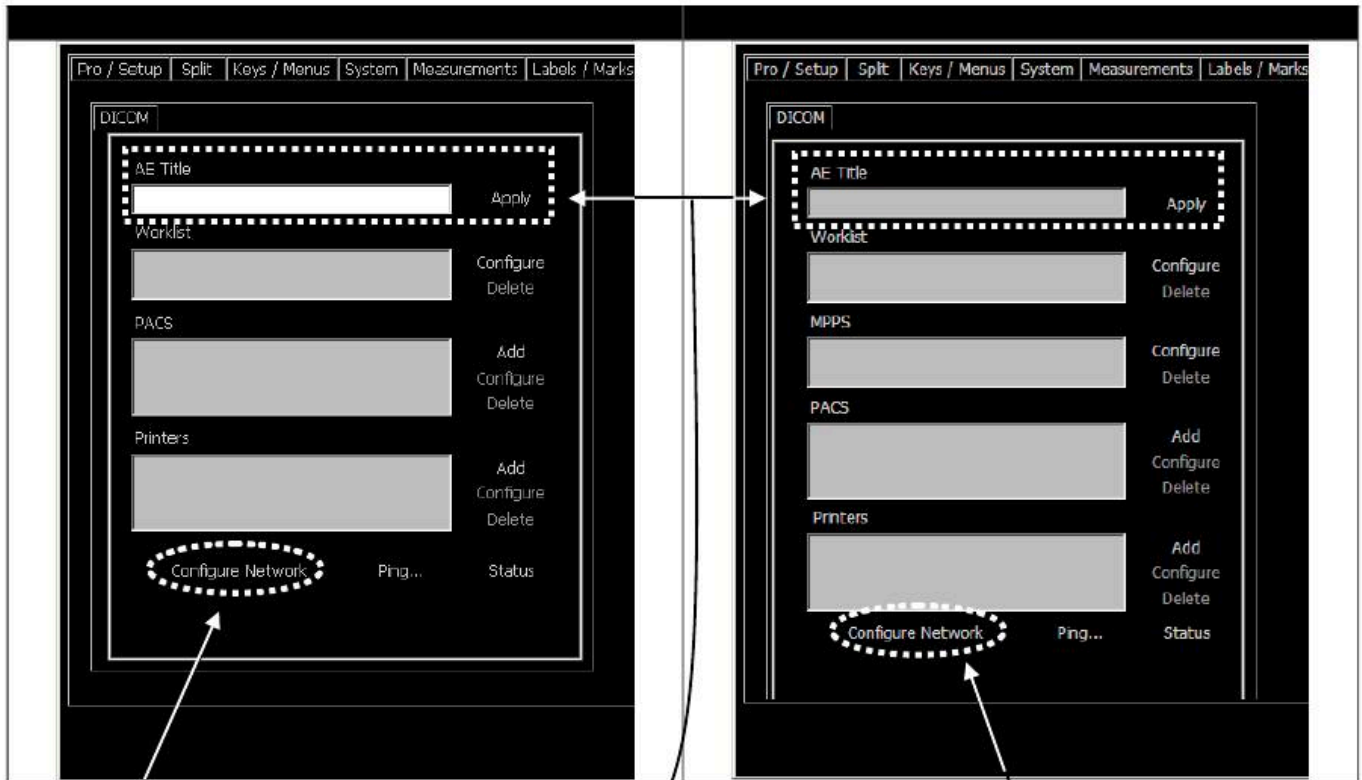 Pro / Setup Split Keys / Menus System Measurements Labels / Marks
DICOM
AE Title
Apply
Worklist
Configure
Delete
PACS
Add
Configure
Delete
Printers
Add
Configure
Delete
Configure Network Ping... Status
Pro / Setup Split Keys / Menus System Measurements Labels / Marks
DICOM
AE Title
Apply
Worklist
Configure
Delete
MPPS
Configure
Delete
PACS
Add
Configure
Delete
Printers
Add
Configure
Delete
Configure Network Ping... Status